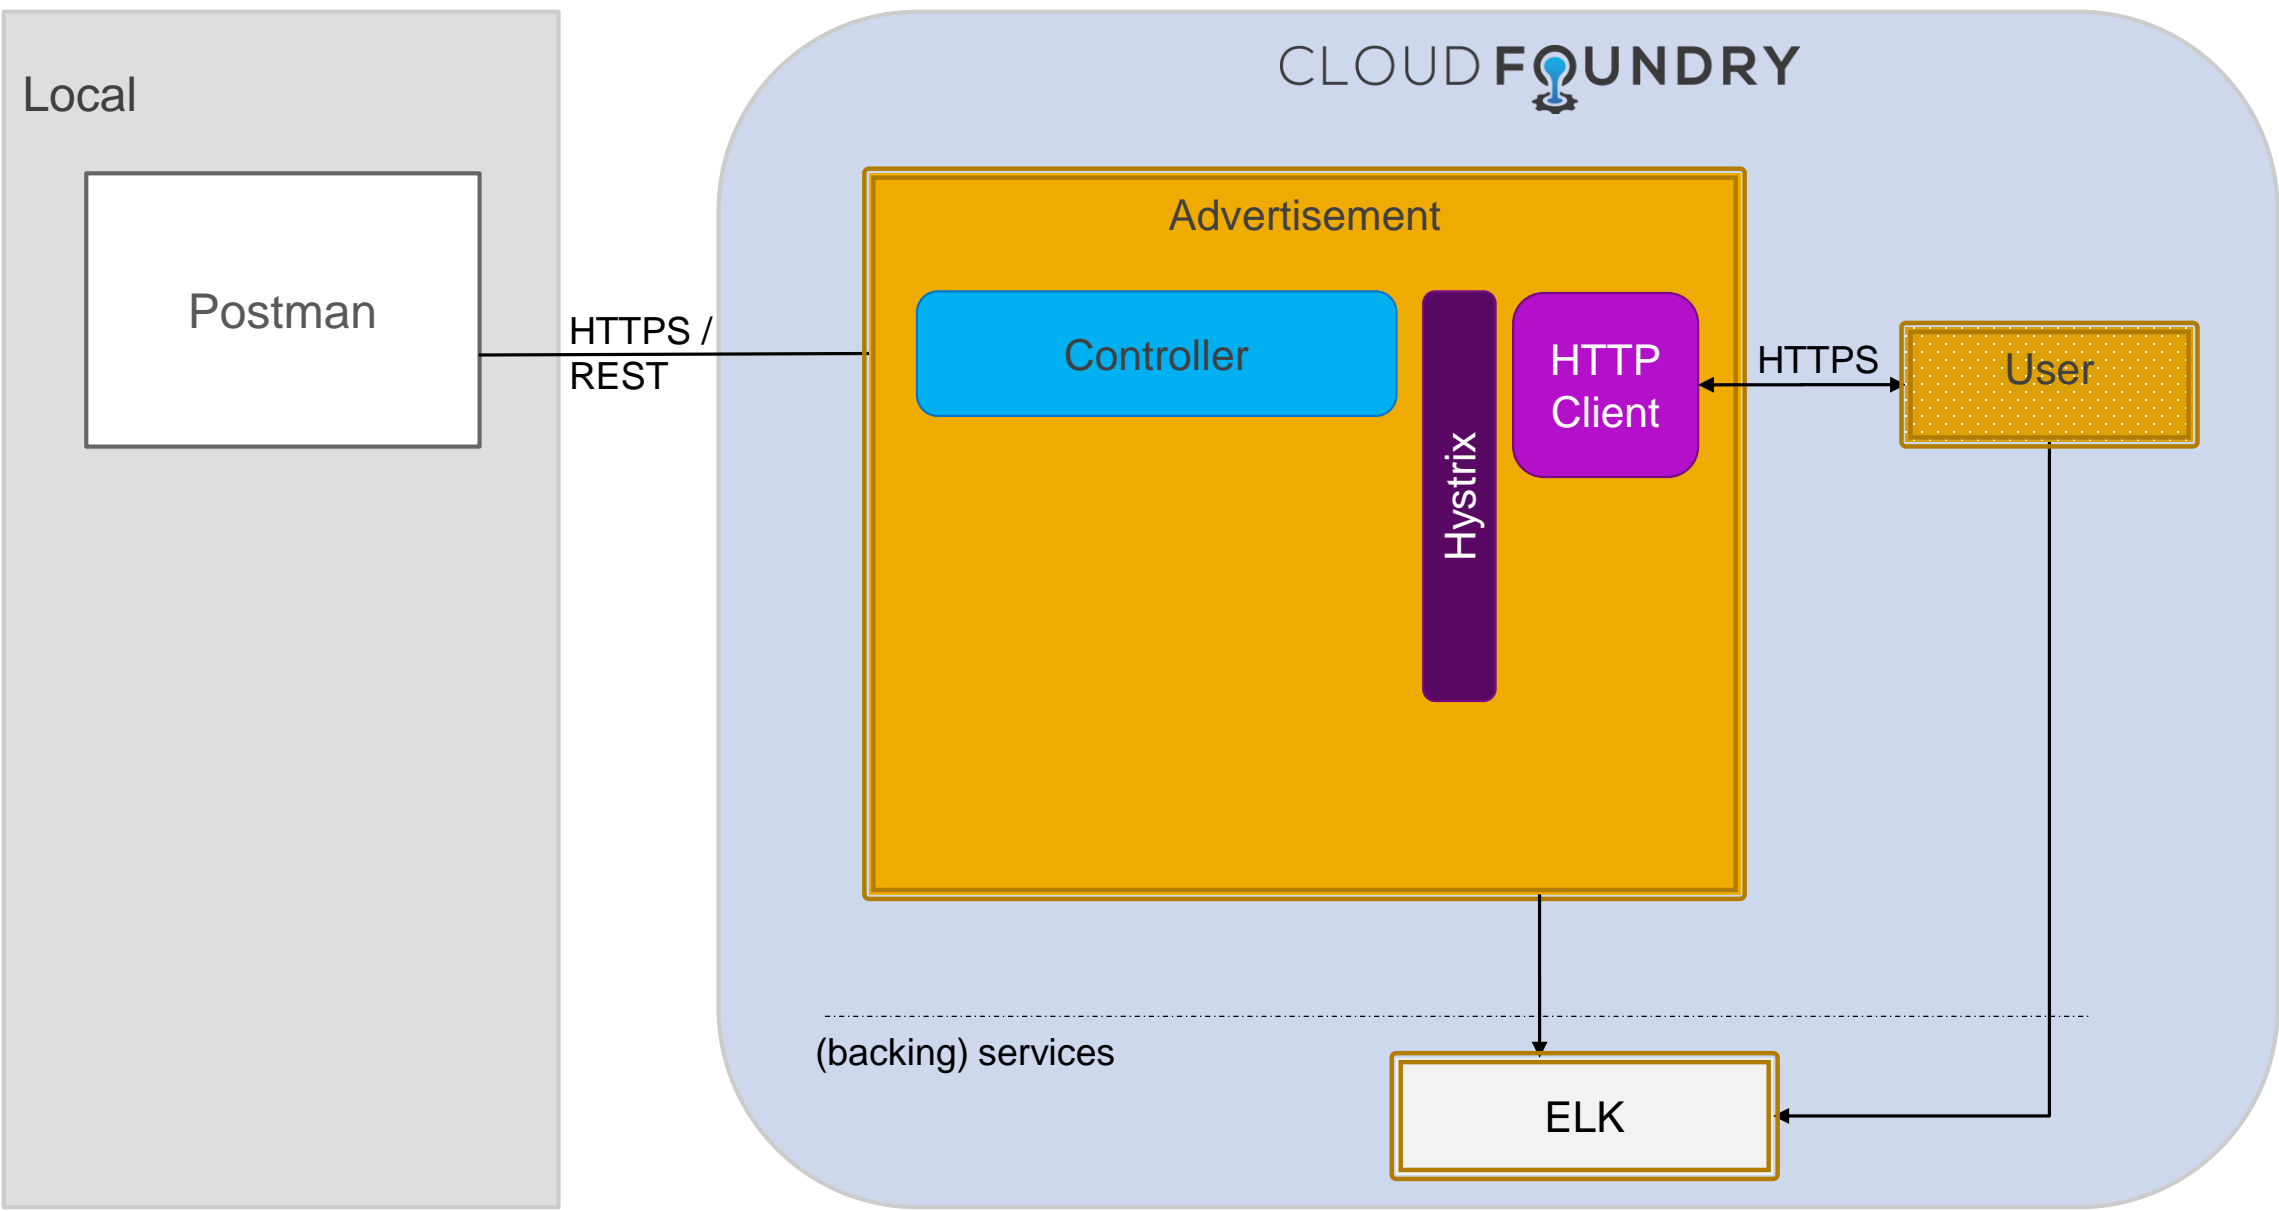 Local
CLOUD FOUNDRY
Advertisement
Postman
HTTPS /
REST
Controller
Hystrix
HTTP
Client
HTTPS
User
(backing) services
ELK